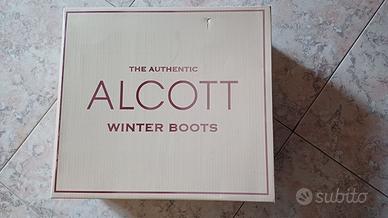 THE AUTHENTIC
ALCOTT
WINTER BOOTS
subito